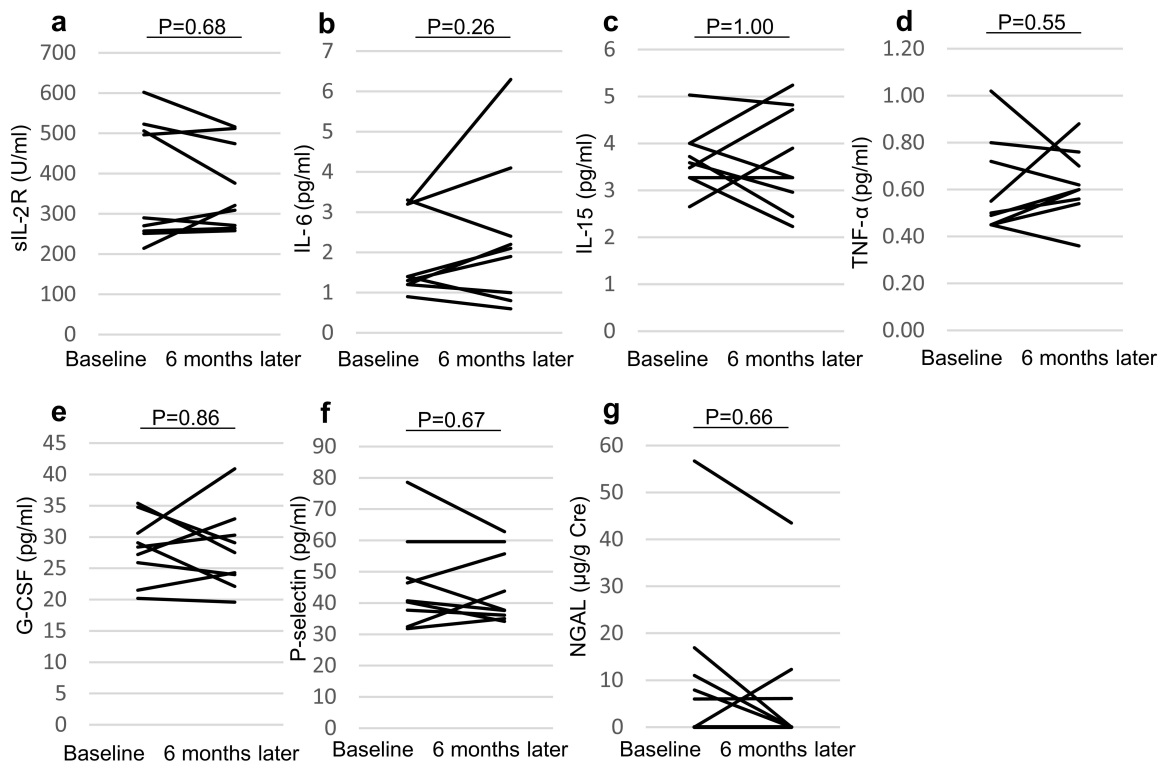 a
P=0.68
sIL-2R (U/ml)
700
600
500
400
300
200
100
0
Baseline
6 months later
b
P=0.26
IL-6 (pg/ml)
7
6
5
4
3
2
1
0
Baseline
6 months later
c
P=1.00
IL-15 (pg/ml)
6
5
4
3
2
1
0
Baseline
6 months later
d
P=0.55
TNF-α (pg/ml)
1.20
1.00
0.80
0.60
0.40
0.20
0.00
Baseline
6 months later
e
P=0.86
G-CSF (pg/ml)
45
40
35
30
25
20
15
10
5
0
Baseline
6 months later
f
P=0.67
P-selectin (pg/ml)
90
80
70
60
50
40
30
20
10
0
Baseline
6 months later
g
P=0.66
NGAL (μg/g Cre)
60
50
40
30
20
10
0
Baseline
6 months later